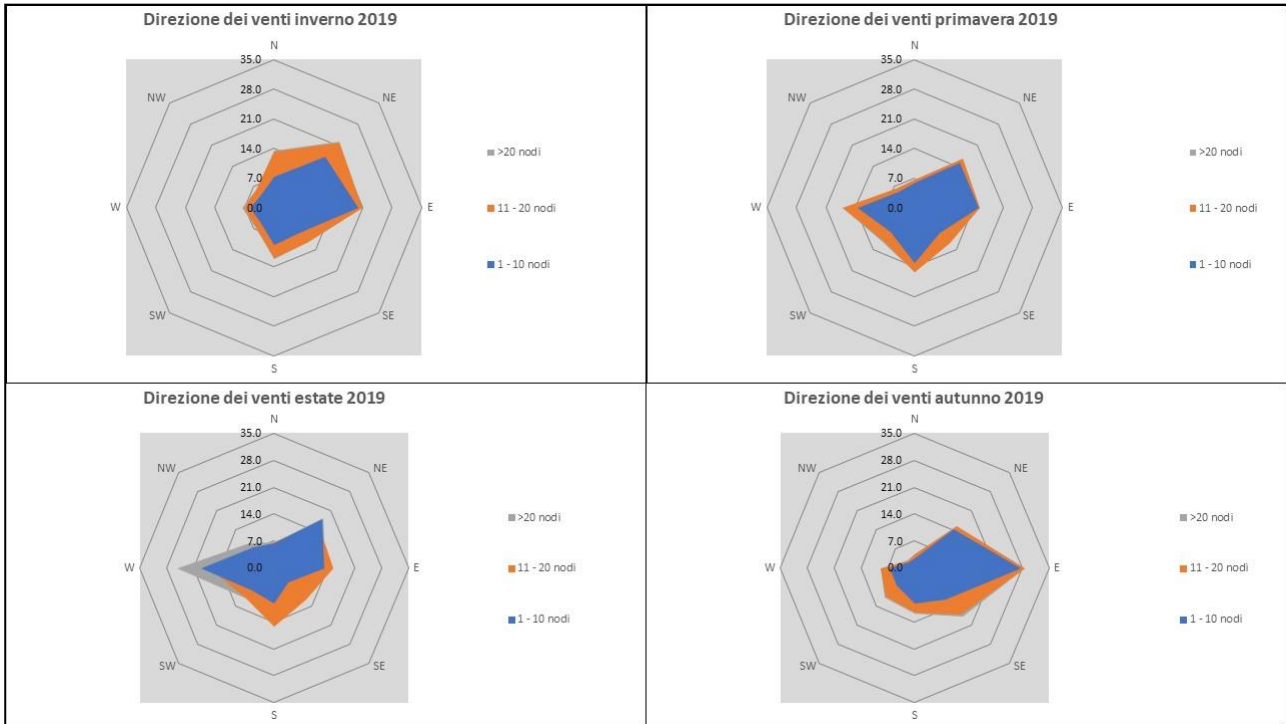 Direzione dei venti inverno 2019
N
35.0
NW
28.0
NE
21.0
14.0
7.0
W
0.0
E
SW
SE
S
>20 nodi
11 - 20 nodi
1 - 10 nodi
Direzione dei venti primavera 2019
N
35.0
NW
28.0
NE
21.0
14.0
7.0
W
0.0
E
SW
SE
S
>20 nodi
11 - 20 nodi
1 - 10 nodi
Direzione dei venti estate 2019
N
35.0
NW
28.0
NE
21.0
14.0
7.0
W
0.0
E
SW
SE
S
>20 nodi
11 - 20 nodi
1 - 10 nodi
Direzione dei venti autunno 2019
N
35.0
NW
28.0
NE
21.0
14.0
7.0
W
0.0
E
SW
SE
S
>20 nodi
11 - 20 nodi
1 - 10 nodi